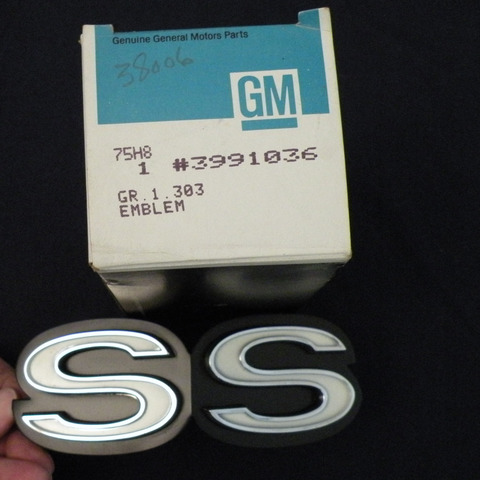 Genuine General Motors Parts
38006
GM
75H8
1 #3991036
GR.1.303
EMBLEM
SS